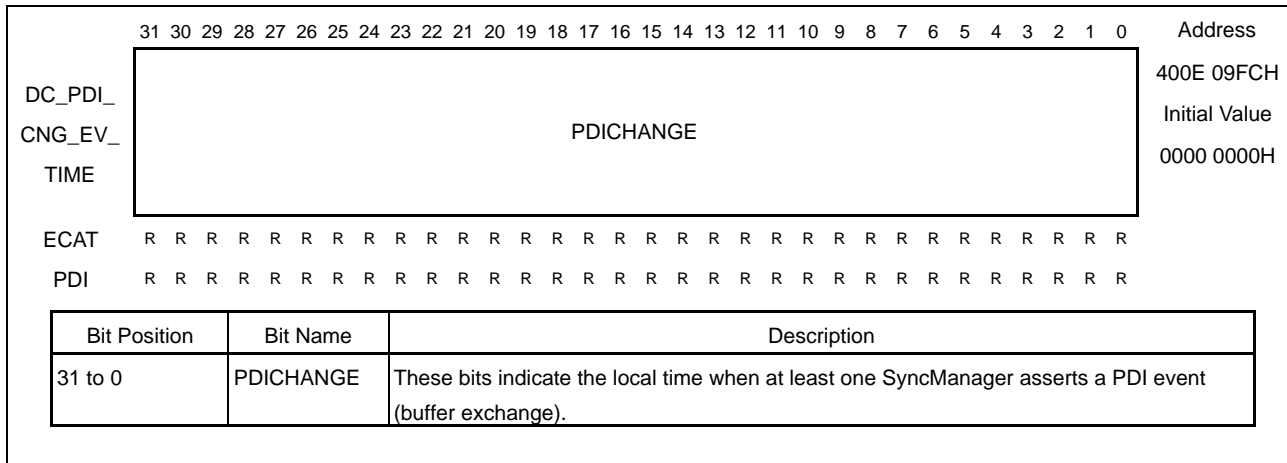 31 30 29 28 27 26 25 24 23 22 21 20 19 18 17 16 15 14 13 12 11 10 9 8 7 6 5 4 3 2 1 0 Address
400E 09FCH
DC_PDI_
CNG_EV_
TIME
PDICHANGE
Initial Value
0000 0000H
ECAT R R R R R R R R R R R R R R R R R R R R R R R R R R R R R R R R
PDI R R R R R R R R R R R R R R R R R R R R R R R R R R R R R R R R
Bit Position Bit Name Description
31 to 0 PDICHANGE These bits indicate the local time when at least one SyncManager asserts a PDI event
(buffer exchange).